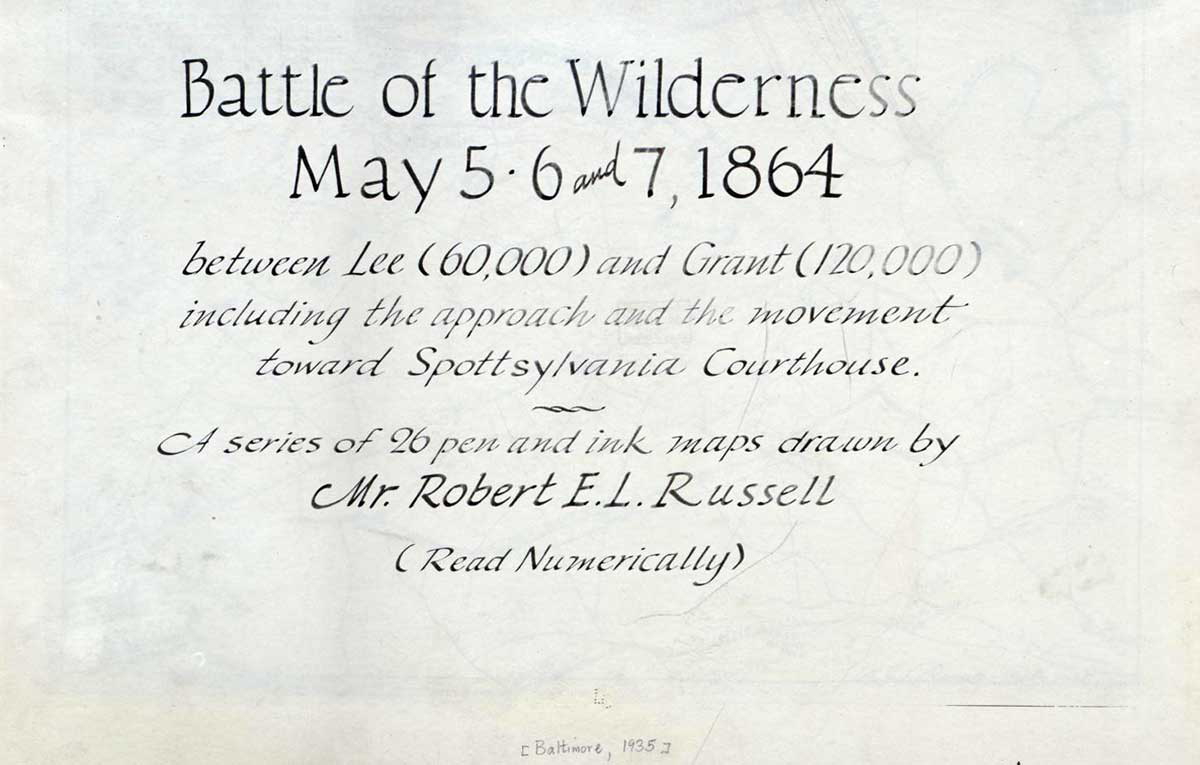 Battle of the Wilderness
May 5 · 6 and 7, 1864
between Lee (60,000) and Grant (120,000)
including the approach and the movement
toward Spottsylvania Courthouse.
A series of 26 pen and ink maps drawn by
Mr. Robert E.L. Russell
(Read Numerically)
[Baltimore, 1935]